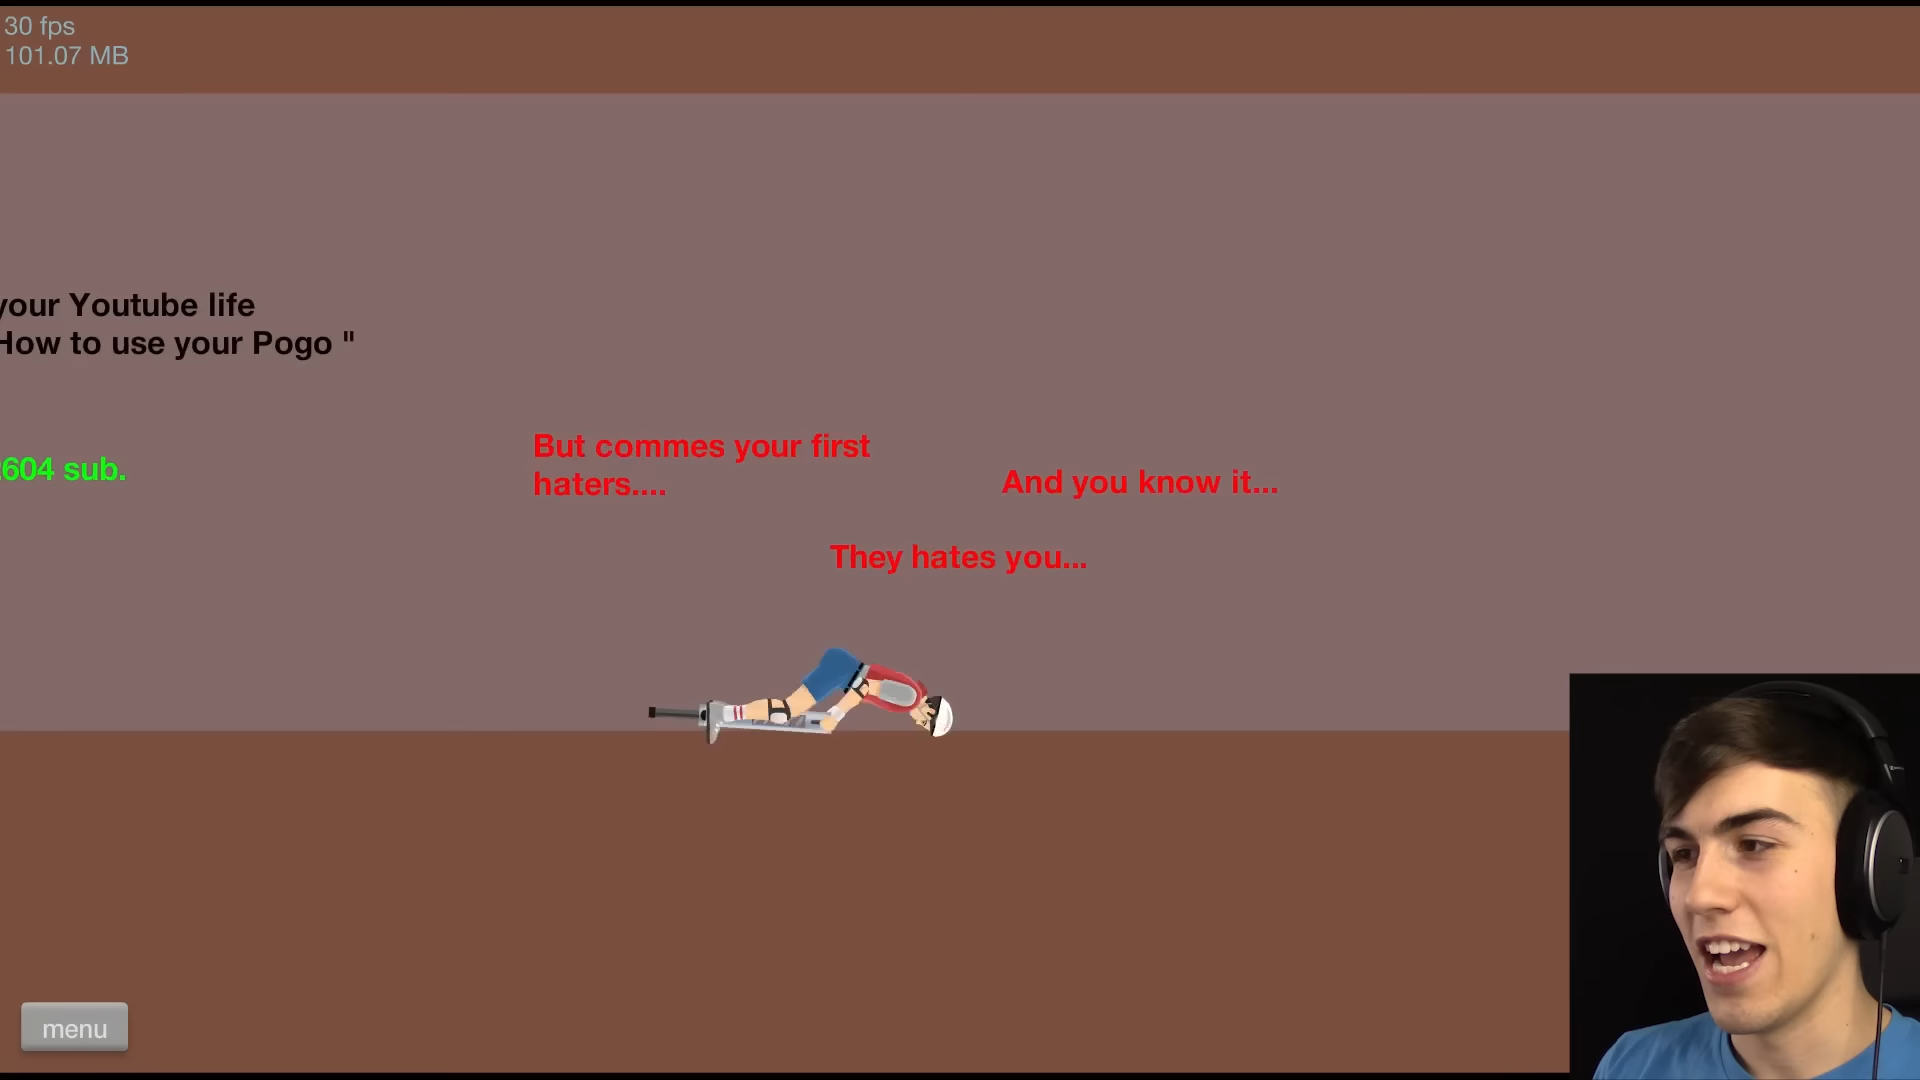 30 fps
101.07 MB
your Youtube life
How to use your Pogo "
604 sub.
But commes your first
haters....
And you know it...
They hates you...
menu